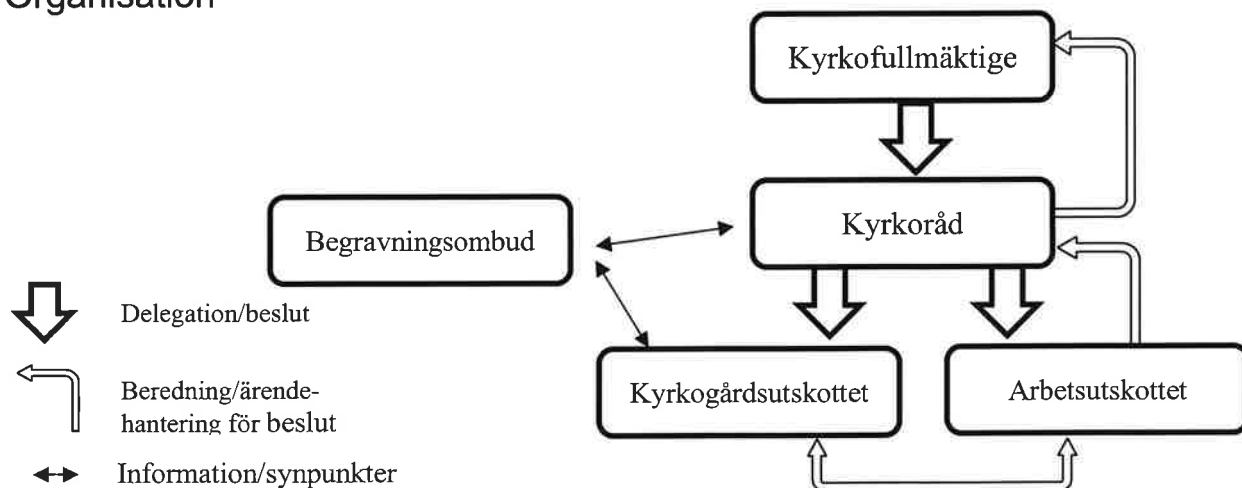 Organisation
Kyrkofullmäktige
Kyrkoråd
Begravningsombud
Kyrkogårdsutskottet
Arbetsutskottet
Delegation/beslut
Beredning/ärende-
hantering för beslut
Information/synpunkter